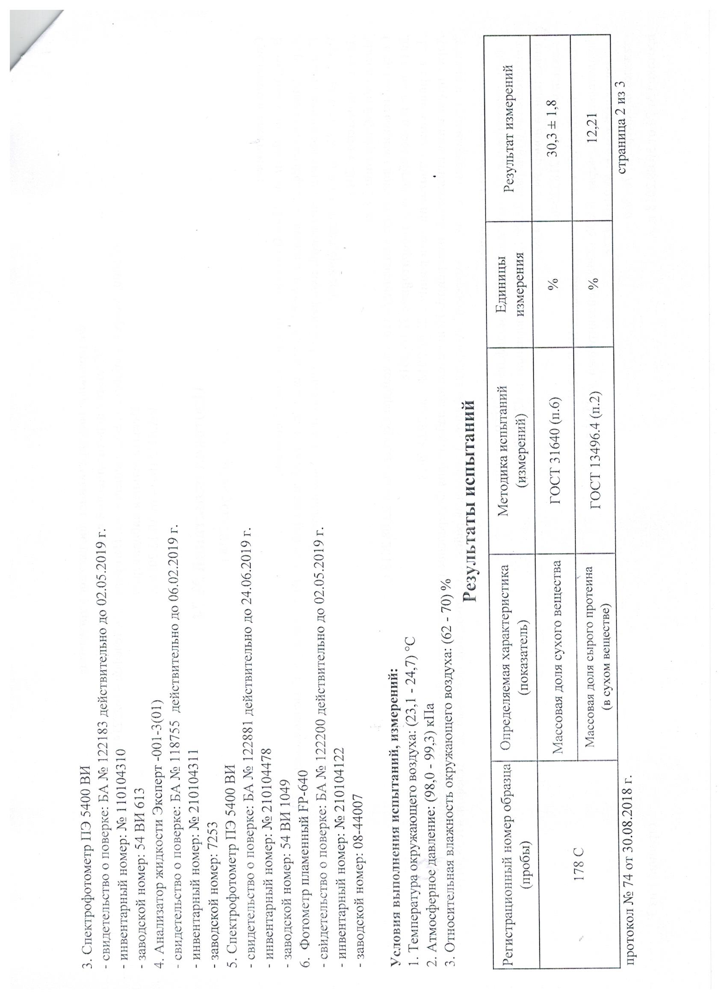 3. Спектрофотометр ПЭ 5400 ВИ
- свидетельство о поверке: БА № 122183 действительно до 02.05.2019 г.
- инвентарный номер: № 110104310
- заводской номер: 54 ВИ 613
4. Анализатор жидкости Эксперт -001-3(01)
- свидетельство о поверке: БА № 118755 действительно до 06.02.2019 г.
- инвентарный номер: № 210104311
- заводской номер: 7253
5. Спектрофотометр ПЭ 5400 ВИ
- свидетельство о поверке: БА № 122881 действительно до 24.06.2019 г.
- инвентарный номер: № 210104478
- заводской номер: 54 ВИ 1049
6. Фотометр пламенный FP-640
- свидетельство о поверке: БА № 122200 действительно до 02.05.2019 г.
- инвентарный номер: № 210104122
- заводской номер: 08-44007
Условия выполнения испытаний, измерений:
1. Температура окружающего воздуха: (23,1 - 24,7) °С
2. Атмосферное давление: (98,0 - 99,3) кПа
3. Относительная влажность окружающего воздуха: (62 - 70) %
Результаты испытаний
Регистрационный номер образца
(пробы)
Определяемая характеристика
(показатель)
Методика испытаний
(измерений)
Единицы
измерения
Результат измерений
178 С
Массовая доля сухого вещества
ГОСТ 31640 (п.6)
%
30,3 ± 1,8
Массовая доля сырого протеина
(в сухом веществе)
ГОСТ 13496.4 (п.2)
%
12,21
протокол № 74 от 30.08.2018 г.
страница 2 из 3